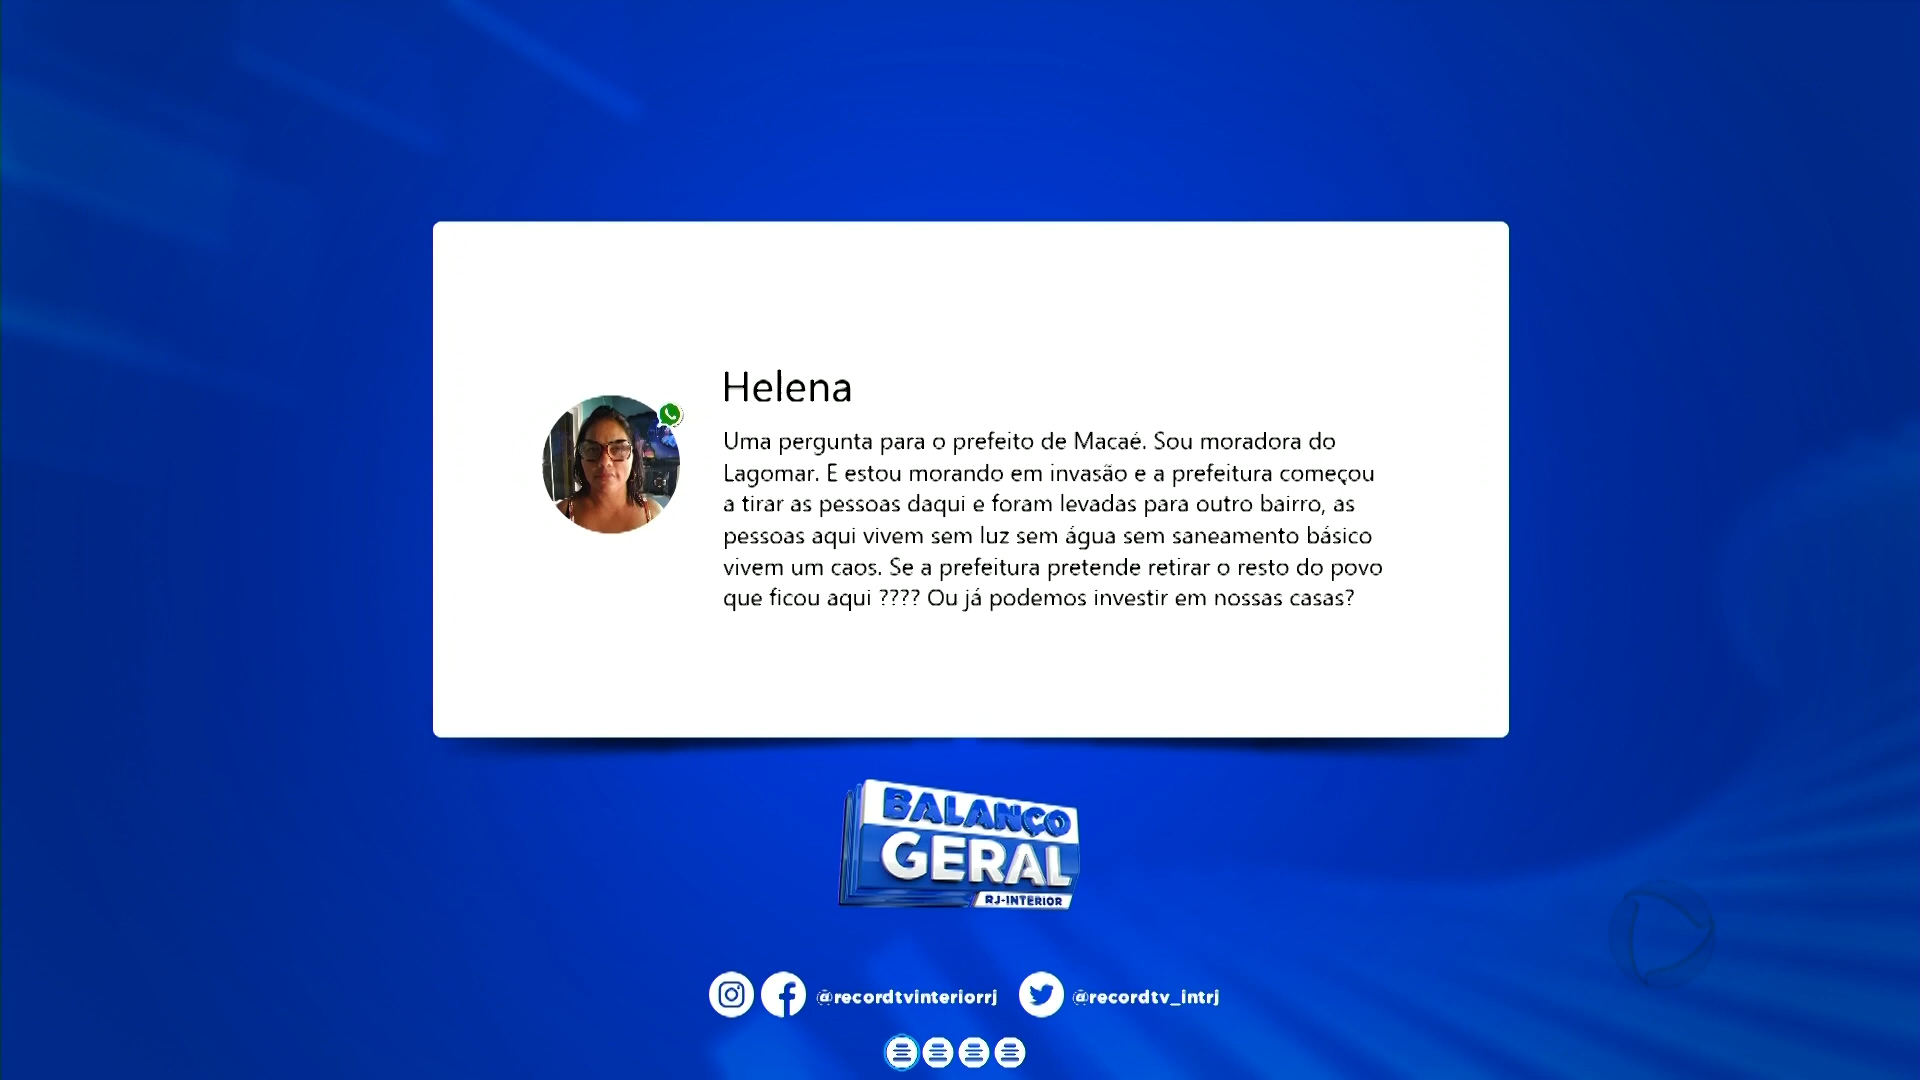 Helena
Uma pergunta para o prefeito de Macaé. Sou moradora do
Lagomar. E estou morando em invasão e a prefeitura começou
a tirar as pessoas daqui e foram levadas para outro bairro, as
pessoas aqui vivem sem luz sem água sem saneamento básico
vivem um caos. Se a prefeitura pretende retirar o resto do povo
que ficou aqui ???? Ou já podemos investir em nossas casas?
BALANÇO
GERAL
RJ-INTERIOR
@recordtvinteriorrj @recordtv_intrj